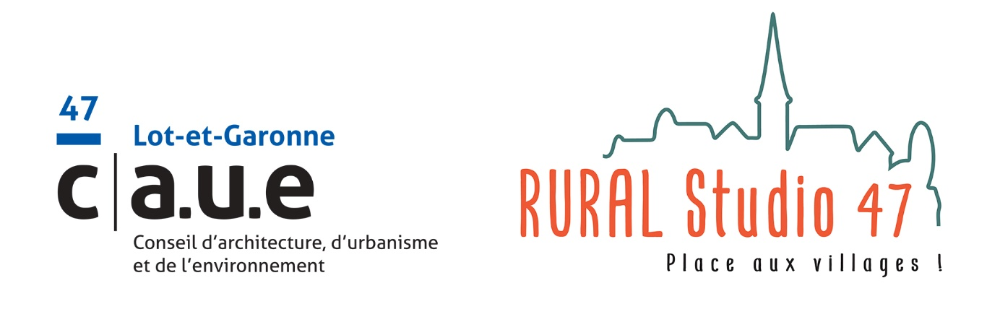 47
Lot-et-Garonne
c|a.u.e
Conseil d'architecture, d'urbanisme
et de l'environnement
RURAL Studio 47
Place aux villages !